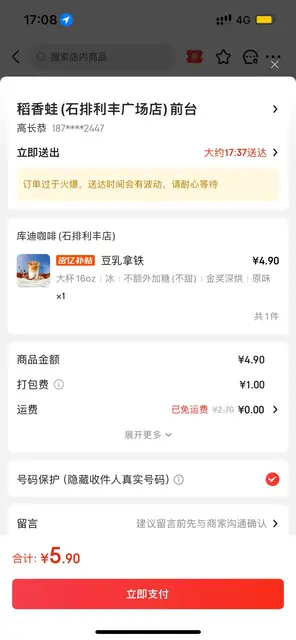 17:08
4G
搜索店内商品
稻香蛙(石排利丰广场店)前台
高长恭 187****2447
立即送出
大约17:37送达
订单过于火爆，送达时间会有波动，请耐心等待
库迪咖啡(石排利丰店)
百亿补贴 豆乳拿铁 ¥4.90
大杯 16oz | 冰 | 不额外加糖(不甜) | 金奖深烘 | 原味
×1
共1件
商品金额 ¥4.90
打包费 ¥1.00
运费 已免运费 ¥2.70 ¥0.00
展开更多
号码保护 (隐藏收件人真实号码)
留言 建议留言前先与商家沟通确认
合计: ¥5.90
立即支付